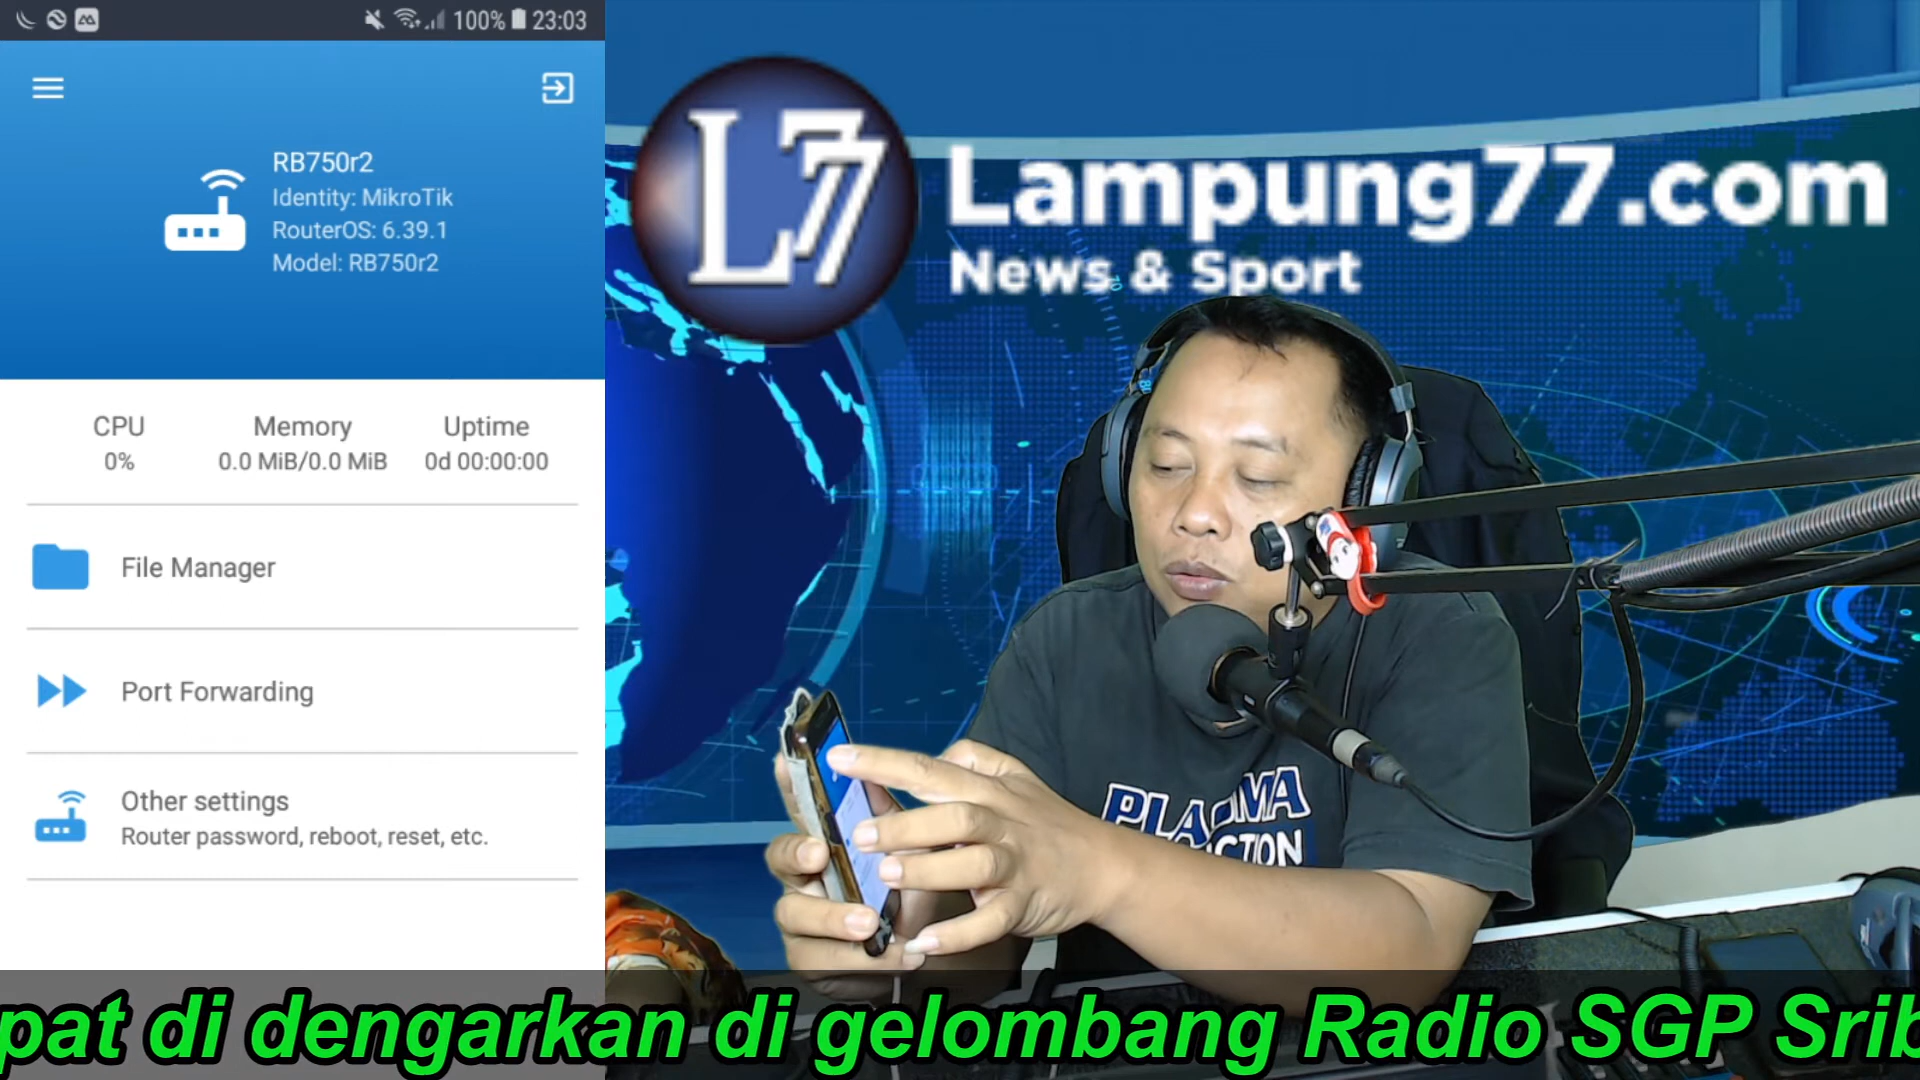 100% 23:03
RB750r2
Identity: MikroTik
RouterOS: 6.39.1
Model: RB750r2
CPU Memory Uptime
0% 0.0 MiB/0.0 MiB 0d 00:00:00
File Manager
Port Forwarding
Other settings
Router password, reboot, reset, etc.
L77 Lampung77.com
News & Sport
pat di dengarkan di gelombang Radio SGP Srib